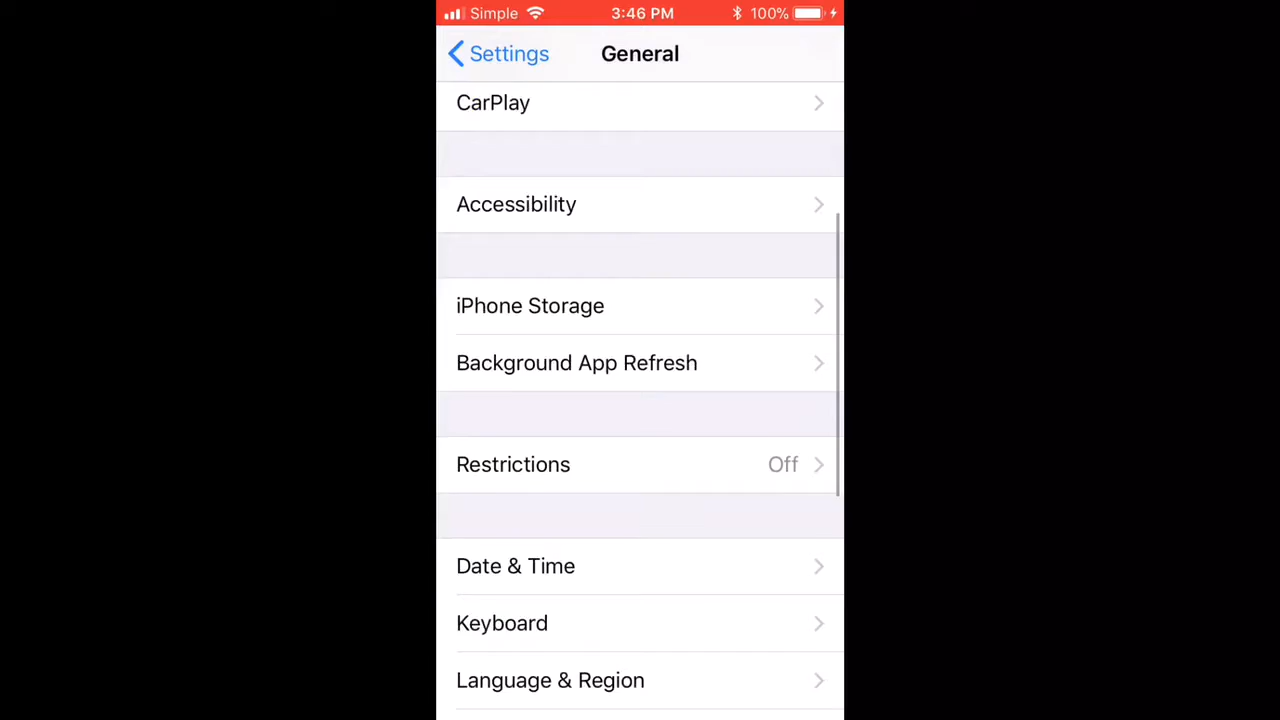 Simple 3:46 PM 100%
Settings General
CarPlay
Accessibility
iPhone Storage
Background App Refresh
Restrictions Off
Date & Time
Keyboard
Language & Region